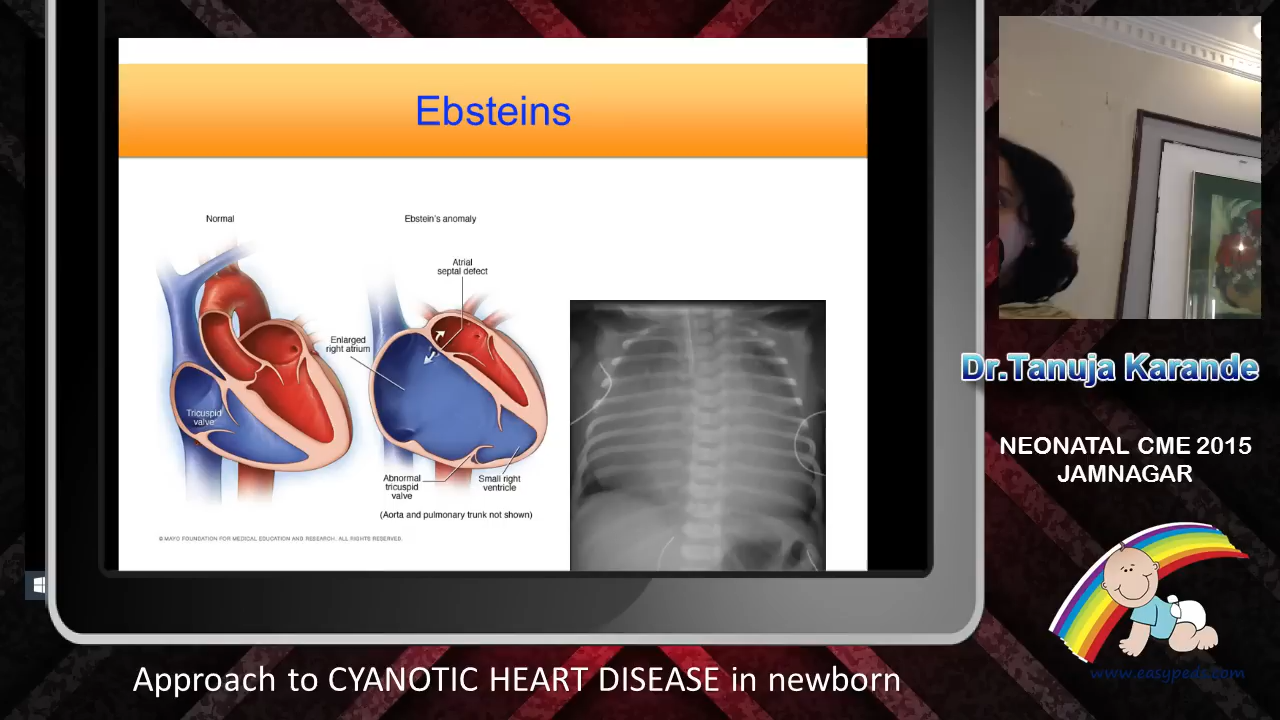 Ebsteins
Normal
Ebstein's anomaly
Atrial
septal defect
Enlarged
right atrium
Tricuspid
valve
Abnormal
tricuspid
valve
Small right
ventricle
(Aorta and pulmonary trunk not shown)
© MAYO FOUNDATION FOR MEDICAL EDUCATION AND RESEARCH. ALL RIGHTS RESERVED.
Dr.Tanuja Karande
NEONATAL CME 2015
JAMNAGAR
www.easypeds.com
Approach to CYANOTIC HEART DISEASE in newborn